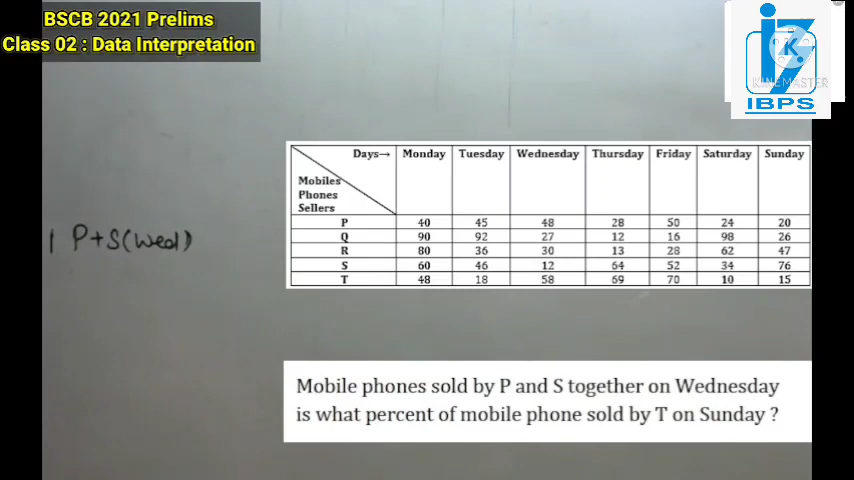 BSCB 2021 Prelims
Class 02 : Data Interpretation
KINEMASTER
IBPS
Days→ Monday Tuesday Wednesday Thursday Friday Saturday Sunday
Mobiles
Phones
Sellers
P 40 45 48 28 50 24 20
Q 90 92 27 12 16 98 26
R 80 36 30 13 28 62 47
S 60 46 12 64 52 34 76
T 48 18 58 69 70 10 15
1 P+S(Wed)
Mobile phones sold by P and S together on Wednesday
is what percent of mobile phone sold by T on Sunday ?